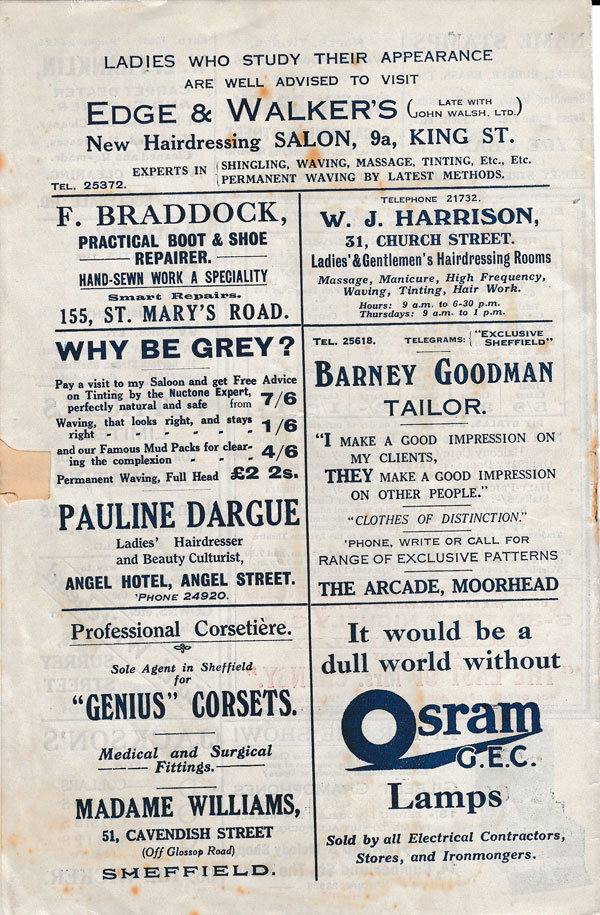 LADIES WHO STUDY THEIR APPEARANCE
ARE WELL ADVISED TO VISIT
EDGE & WALKER'S (LATE WITH JOHN WALSH, LTD.)
New Hairdressing SALON, 9a, KING ST.
EXPERTS IN { SHINGLING, WAVING, MASSAGE, TINTING, Etc., Etc.
PERMANENT WAVING BY LATEST METHODS.
TEL. 25372.
F. BRADDOCK,
PRACTICAL BOOT & SHOE
REPAIRER.
HAND-SEWN WORK A SPECIALITY
Smart Repairs.
155, ST. MARY'S ROAD.
TELEPHONE 21732.
W. J. HARRISON,
31, CHURCH STREET.
Ladies' & Gentlemen's Hairdressing Rooms
Massage, Manicure, High Frequency,
Waving, Tinting, Hair Work.
Hours: 9 a.m. to 6-30 p.m.
Thursdays: 9 a.m. to 1 p.m.
WHY BE GREY?
Pay a visit to my Saloon and get Free Advice
on Tinting by the Nuctone Expert,
perfectly natural and safe from 7/6
Waving, that looks right, and stays
right " " " " " 1/6
and our Famous Mud Packs for clear-
ing the complexion " " " 4/6
Permanent Waving, Full Head £2 2s.
PAULINE DARGUE
Ladies' Hairdresser
and Beauty Culturist,
ANGEL HOTEL, ANGEL STREET.
'PHONE 24920.
TEL. 25618. TELEGRAMS: { "EXCLUSIVE
SHEFFIELD"
BARNEY GOODMAN
TAILOR.
"I MAKE A GOOD IMPRESSION ON
MY CLIENTS,
THEY MAKE A GOOD IMPRESSION
ON OTHER PEOPLE."
"CLOTHES OF DISTINCTION."
'PHONE, WRITE OR CALL FOR
RANGE OF EXCLUSIVE PATTERNS
THE ARCADE, MOORHEAD
Professional Corsetière.
Sole Agent in Sheffield
for
"GENIUS" CORSETS.
Medical and Surgical
Fittings.
MADAME WILLIAMS,
51, CAVENDISH STREET
(Off Glossop Road)
SHEFFIELD.
It would be a
dull world without
Osram
G.E.C.
Lamps
Sold by all Electrical Contractors,
Stores, and Ironmongers.